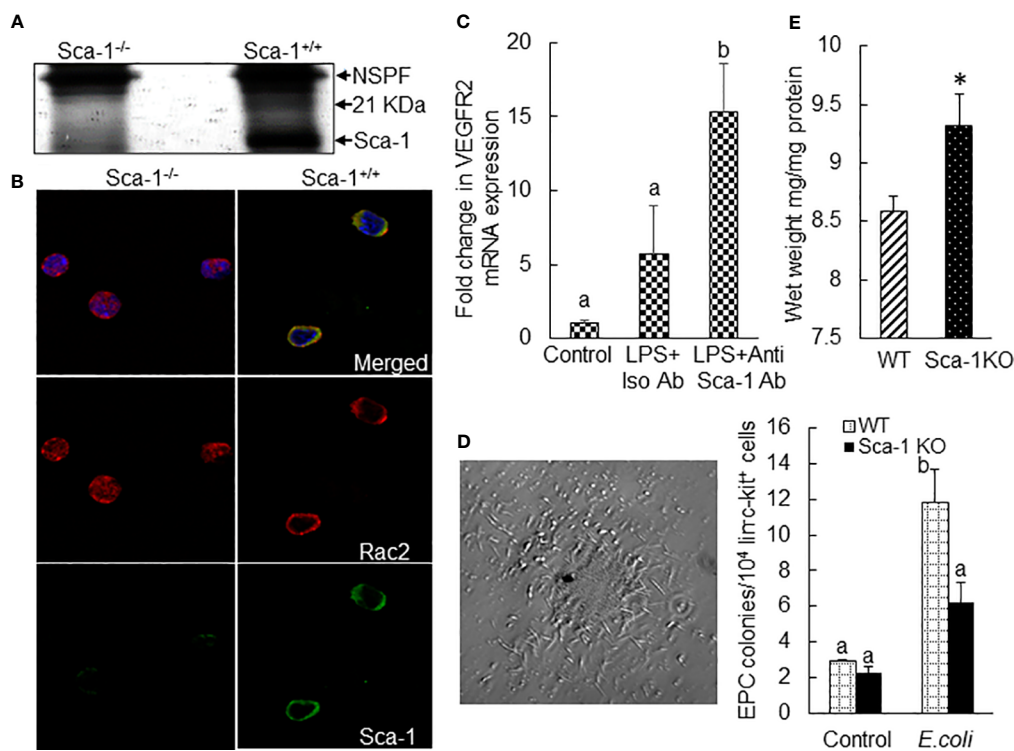 A
Sca-1-/-
Sca-1+/+
NSPF
21 KDa
Sca-1
B
Sca-1-/-
Sca-1+/+
Merged
Rac2
Sca-1
C
Fold change in VEGFR2
mRNA expression
20
15
10
5
0
a
a
b
Control
LPS+
Iso Ab
LPS+Anti
Sca-1 Ab
E
Wet weight mg/mg protein
10
9.5
9
8.5
8
7.5
*
WT
Sca-1KO
D
EPC colonies/10⁴ lin-c-kit+ cells
16
14
12
10
8
6
4
2
0
WT
Sca-1 KO
a
a
b
a
Control
E.coli